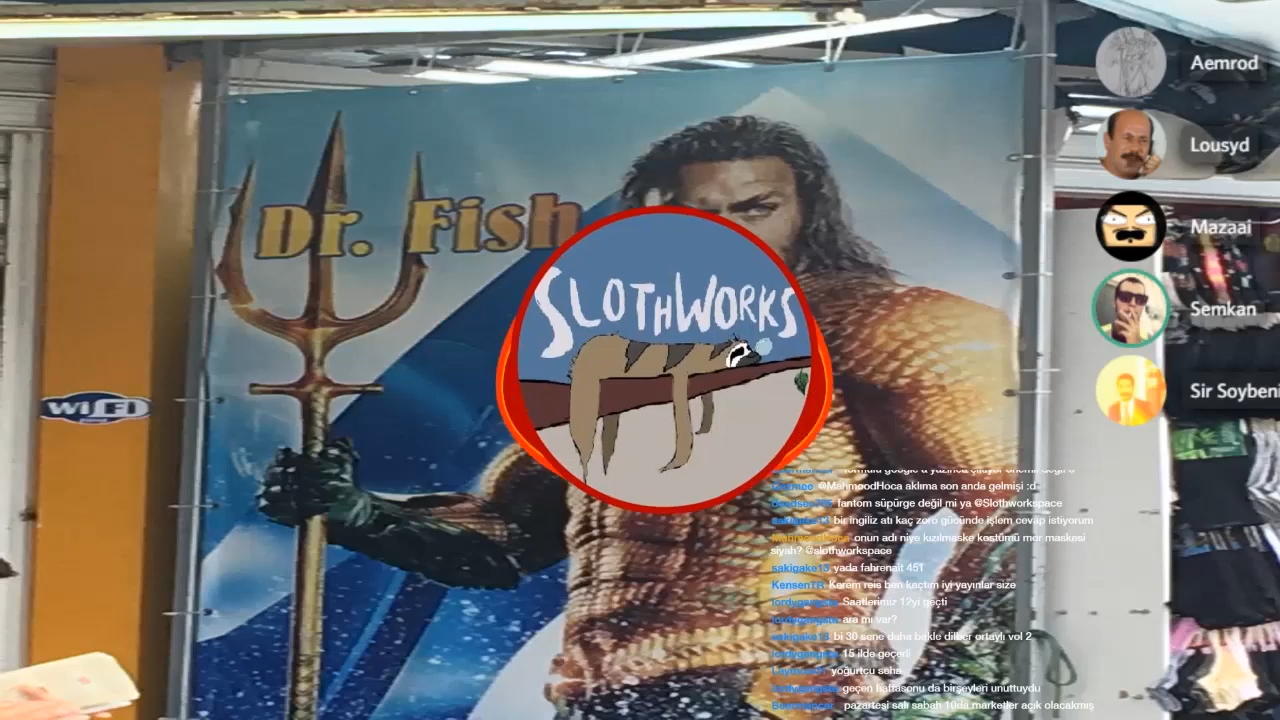 Dr. Fish
SLOTHWORKS
Aemrod
Lousyd
Mazaai
Semkan
Sir Soybeni
@MahmoodHoca aklıma son anda gelmişi :d
fantom süpürge değil mi ya @Slothworkspace
bir ingiliz atı kaç zoro gücünde işlem cevap istiyorum
onun adı niye kızılmaske kostümü mor maskesi
siyah? @slothworkspace
sakigake13 yada fahrenait 451
KensenTR Kerem reis ben kaçtım iyi yayınlar size
Saatleriniz 12yi geçti
ara mı var?
sakigake13 bi 30 sene daha bekle dilber ortaylı vol 2
15 ilde geçerli
yoğurtcu seha
geçen haftasonu da birşeyleri unuttuydu
pazartesi salı sabah 10da marketler açık olacakmış